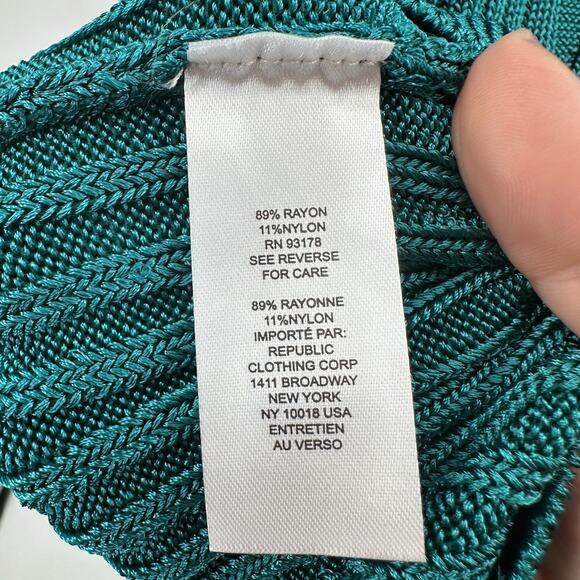 89% RAYON
11%NYLON
RN 93178
SEE REVERSE
FOR CARE
89% RAYONNE
11%NYLON
IMPORTÉ PAR:
REPUBLIC
CLOTHING CORP
1411 BROADWAY
NEW YORK
NY 10018 USA
ENTRETIEN
AU VERSO